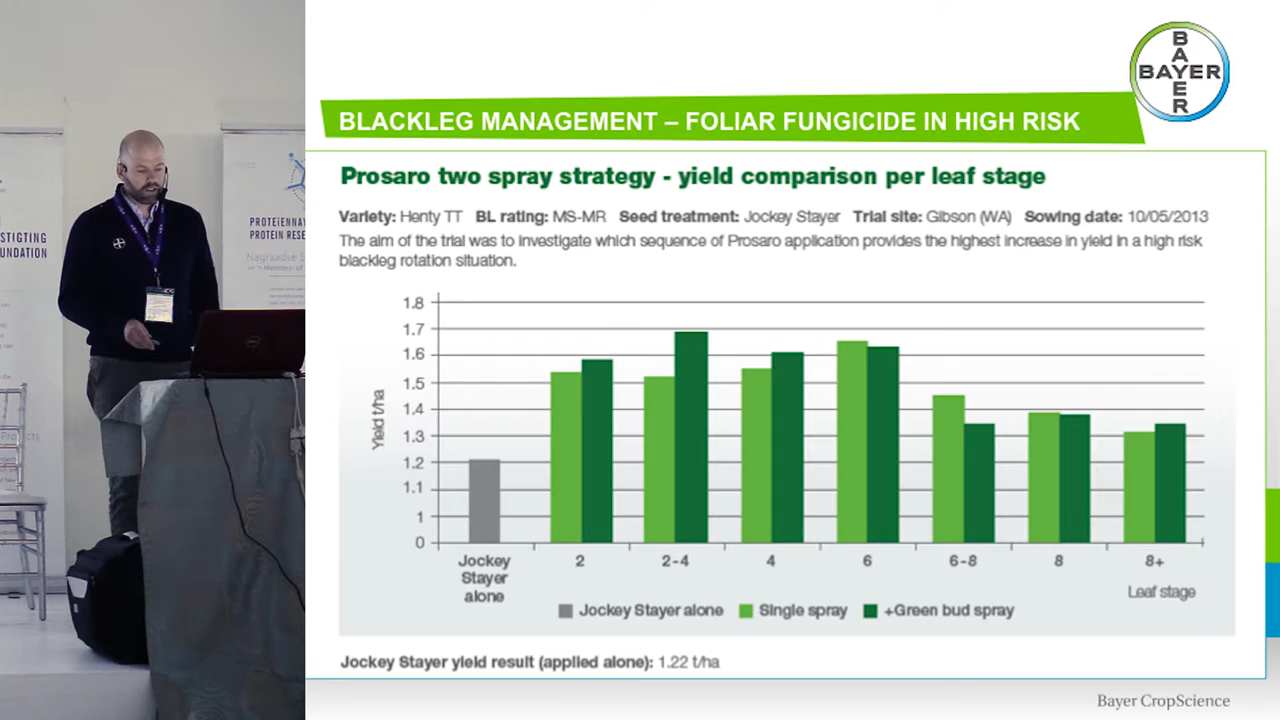 BAYER
BAYER
BLACKLEG MANAGEMENT – FOLIAR FUNGICIDE IN HIGH RISK
Prosaro two spray strategy - yield comparison per leaf stage
Variety: Henty TT BL rating: MS-MR Seed treatment: Jockey Stayer Trial site: Gibson (WA) Sowing date: 10/05/2013
The aim of the trial was to investigate which sequence of Prosaro application provides the highest increase in yield in a high risk
blackleg rotation situation.
Yield t/ha
1.8
1.7
1.6
1.5
1.4
1.3
1.2
1.1
1
0
Jockey
Stayer
alone
2
2-4
4
6
6-8
8
8+
Leaf stage
Jockey Stayer alone
Single spray
+Green bud spray
Jockey Stayer yield result (applied alone): 1.22 t/ha
Bayer CropScience
STIGTING
OUNDATION
PROTEÏENNAV
PROTEIN RESE
Nagraadse S